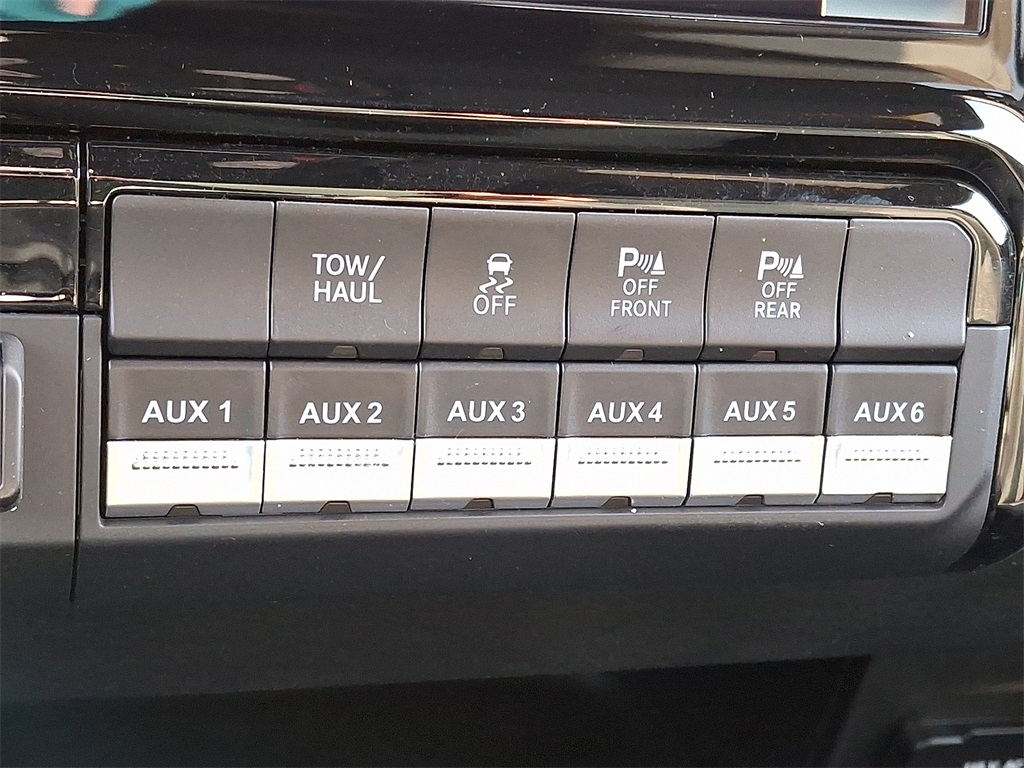 TOW/
HAUL
OFF
P
OFF
FRONT
P
OFF
REAR
AUX 1
AUX 2
AUX 3
AUX 4
AUX 5
AUX 6